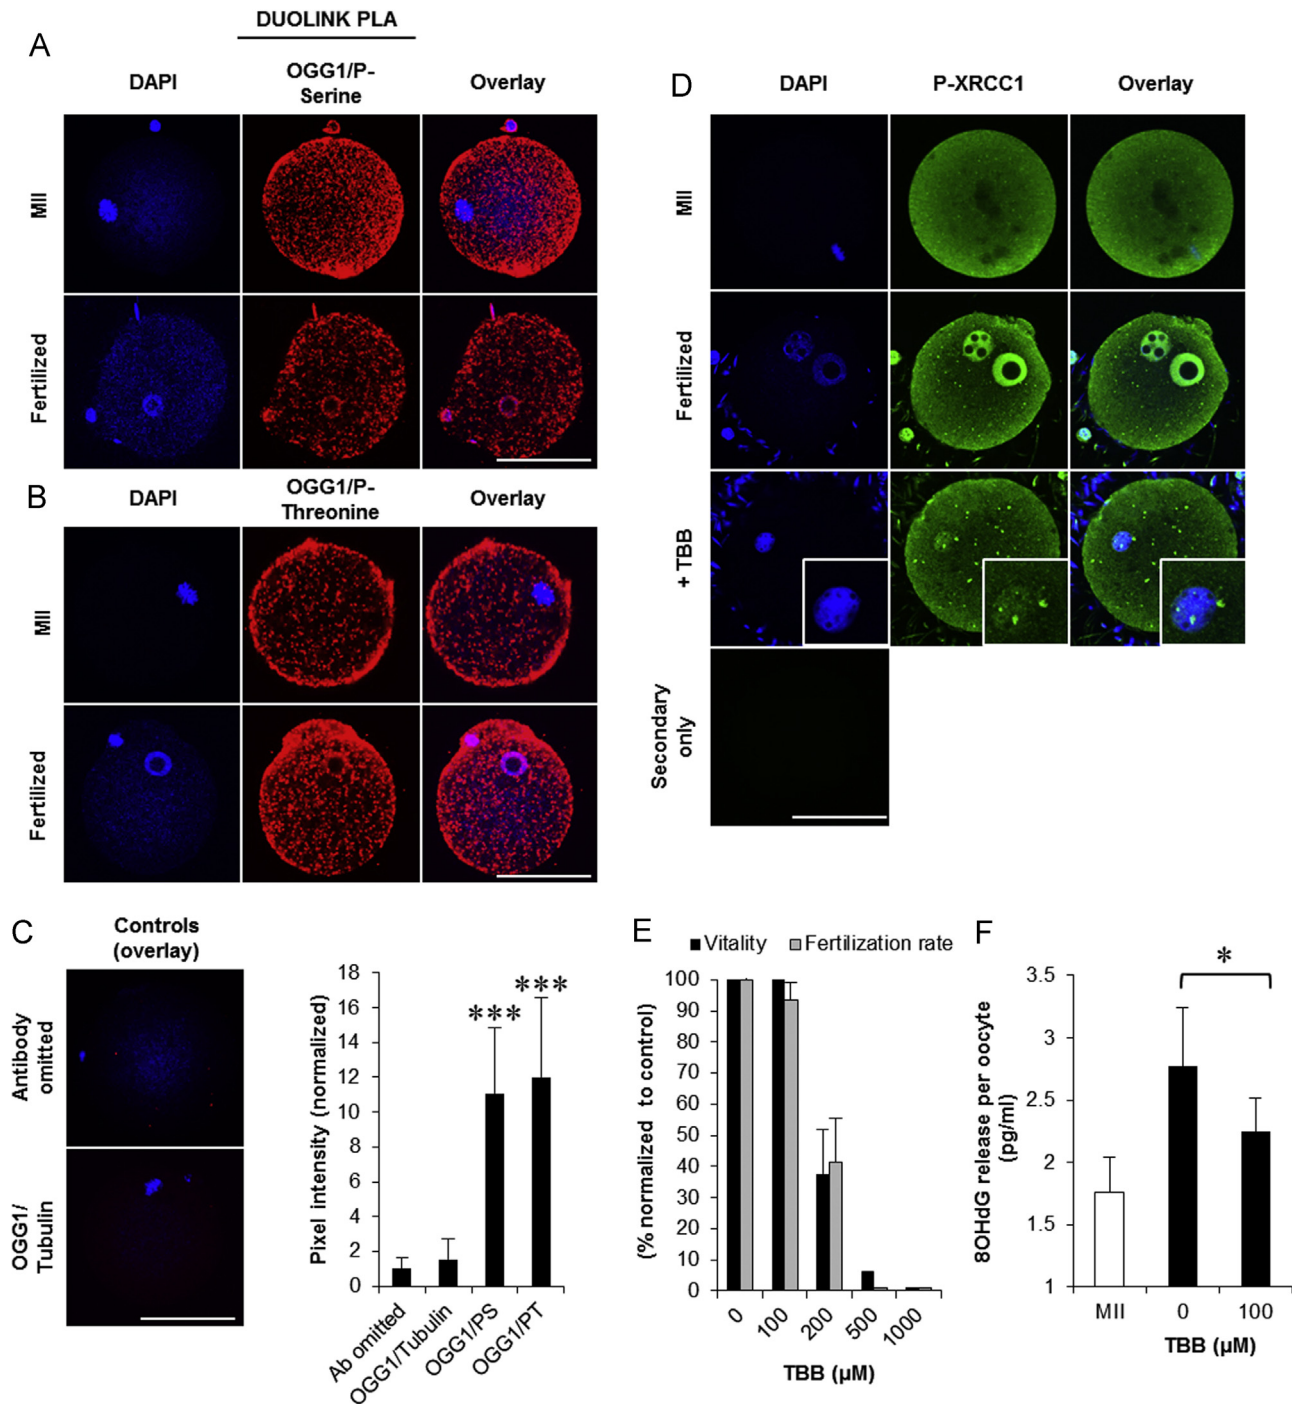 DUOLINK PLA
A
DAPI
OGG1/P-
Serine
Overlay
MII
Fertilized
B
DAPI
OGG1/P-
Threonine
Overlay
MII
Fertilized
C
Controls
(overlay)
Antibody
omitted
OGG1/
Tubulin
Pixel intensity (normalized)
18
16
14
12
10
8
6
4
2
0
***
***
Ab omitted
OGG1/Tubulin
OGG1/PS
OGG1/PT
D
DAPI
P-XRCC1
Overlay
MII
Fertilized
+ TBB
Secondary
only
E
Vitality
Fertilization rate
(% normalized to control)
100
90
80
70
60
50
40
30
20
10
0
0
100
200
500
1000
TBB (µM)
F
*
8OHdG release per oocyte
(pg/ml)
3.5
3
2.5
2
1.5
1
MII
0
100
TBB (µM)